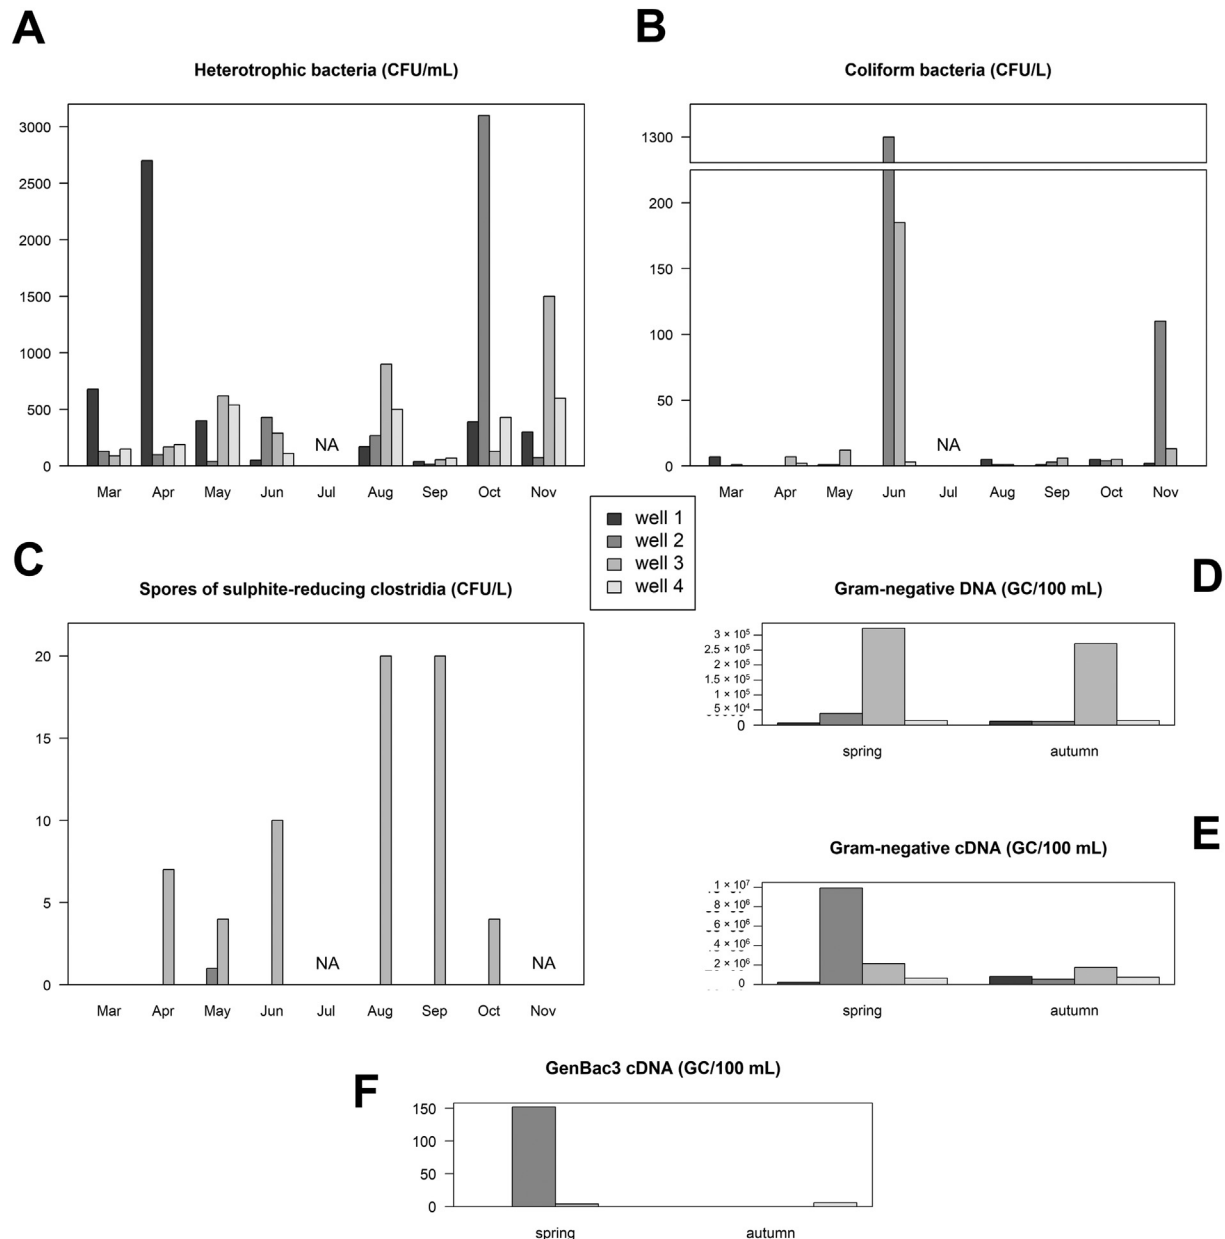 A
Heterotrophic bacteria (CFU/mL)
3000
2500
2000
1500
1000
500
0
NA
Mar Apr May Jun Jul Aug Sep Oct Nov
B
Coliform bacteria (CFU/L)
1300
200
150
100
50
0
NA
Mar Apr May Jun Jul Aug Sep Oct Nov
well 1
well 2
well 3
well 4
C
Spores of sulphite-reducing clostridia (CFU/L)
20
15
10
5
0
NA NA
Mar Apr May Jun Jul Aug Sep Oct Nov
D
Gram-negative DNA (GC/100 mL)
3 × 10⁵
2.5 × 10⁵
2 × 10⁵
1.5 × 10⁵
1 × 10⁵
5 × 10⁴
0
spring autumn
E
Gram-negative cDNA (GC/100 mL)
1 × 10⁷
8 × 10⁶
6 × 10⁶
4 × 10⁶
2 × 10⁶
0
spring autumn
F
GenBac3 cDNA (GC/100 mL)
150
100
50
0
spring autumn